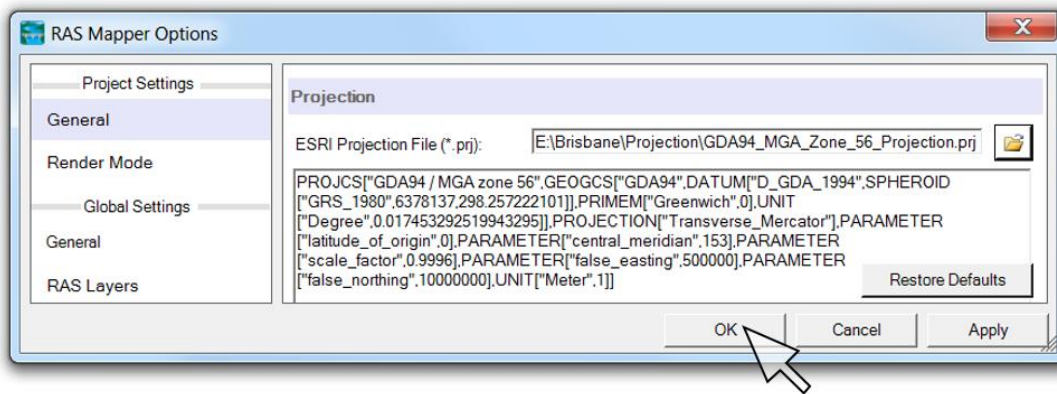 RAS Mapper Options
X
Project Settings
General
Render Mode
Global Settings
General
RAS Layers
Projection
ESRI Projection File (*.prj):
E:\Brisbane\Projection\GDA94_MGA_Zone_56_Projection.prj
PROJCS["GDA94 / MGA zone 56",GEOGCS["GDA94",DATUM["D_GDA_1994",SPHEROID
["GRS_1980",6378137,298.257222101]],PRIMEM["Greenwich",0],UNIT
["Degree",0.017453292519943295]],PROJECTION["Transverse_Mercator"],PARAMETER
["latitude_of_origin",0],PARAMETER["central_meridian",153],PARAMETER
["scale_factor",0.9996],PARAMETER["false_easting",500000],PARAMETER
["false_northing",10000000],UNIT["Meter",1]]
Restore Defaults
OK
Cancel
Apply